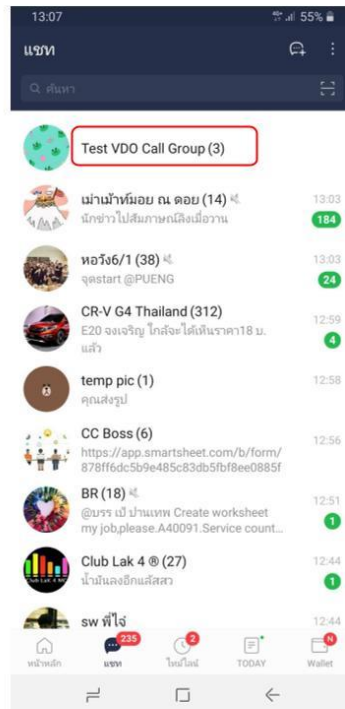 13:07
55%
แชท
ค้นหา
Test VDO Call Group (3)
เม่าเม้าท์มอย ณ ดอย (14)
13:03
นักข่าวไปสัมภาษณ์ลิงเมื่อวาน
184
หอวัง6/1 (38)
13:03
จุดstart @PUENG
24
CR-V G4 Thailand (312)
12:59
E20 จงเจริญ ใกล้จะได้เห็นราคา18 บ.
แล้ว
4
temp pic (1)
12:58
คุณส่งรูป
CC Boss (6)
12:56
https://app.smartsheet.com/b/form/
878ff6dc5b9e485c83db5fbf8ee0885f
BR (18)
12:51
@บรร เป้ ปานเทพ Create worksheet
my job,please.A40091.Service count...
1
Club Lak 4 ® (27)
12:44
น้ำมันลงอีกแล้สสว
1
sw พี่ไจ๋
12:44
235
2
N
หน้าหลัก
แชท
ไทม์ไลน์
TODAY
Wallet